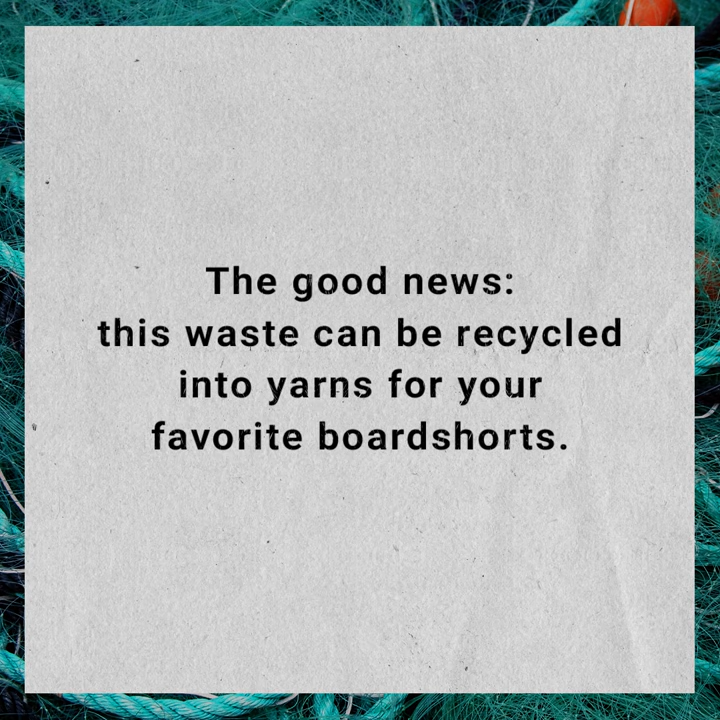 The good news:
this waste can be recycled
into yarns for your
favorite boardshorts.